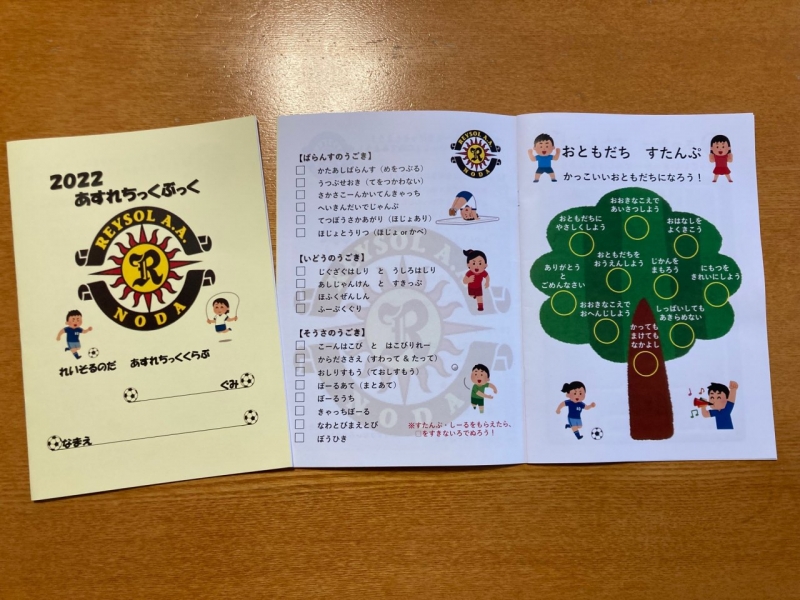 2022
あすれちっくぶっく
REYSOL A.A.
R
NODA
れいそるのだ　あすれちっくくらぶ
ぐみ
なまえ
REYSOL A.A.
R
NODA
【ばらんすのうごき】
かたあしばらんす（めをつぶる）
うつぶせおき（てをつかわない）
さかさこーんかいてんきゃっち
へいきんだいでじゃんぷ
てつぼうさかあがり（ほじょあり）
ほじょとうりつ（ほじょ or かべ）
【いどうのうごき】
じぐざぐはしり　と　うしろはしり
あしじゃんけん　と　すきっぷ
ほふくぜんしん
ふーぷくぐり
【そうさのうごき】
こーんはこび　と　はこびりれー
からだささえ（すわって & たって）
おしりすもう（ておしすもう）
ぼーるあて（まとあて）
ぼーるうち
きゃっちぼーる
なわとびまえとび
ぼうひき
※すたんぷ・しーるをもらえたら、
□をすきないろでぬろう！
REYSOL A.A.
R
NODA
おともだち　すたんぷ
かっこいいおともだちになろう！
おおきなこえで
あいさつしよう
おともだちに
やさしくしよう
おはなしを
よくきこう
ありがとう
と
ごめんなさい
おともだちを
おうえんしよう
じかんを
まもろう
にもつを
きれいにしよう
おおきなこえで
おへんじしよう
しっぱいしても
あきらめない
かっても
まけても
なかよし